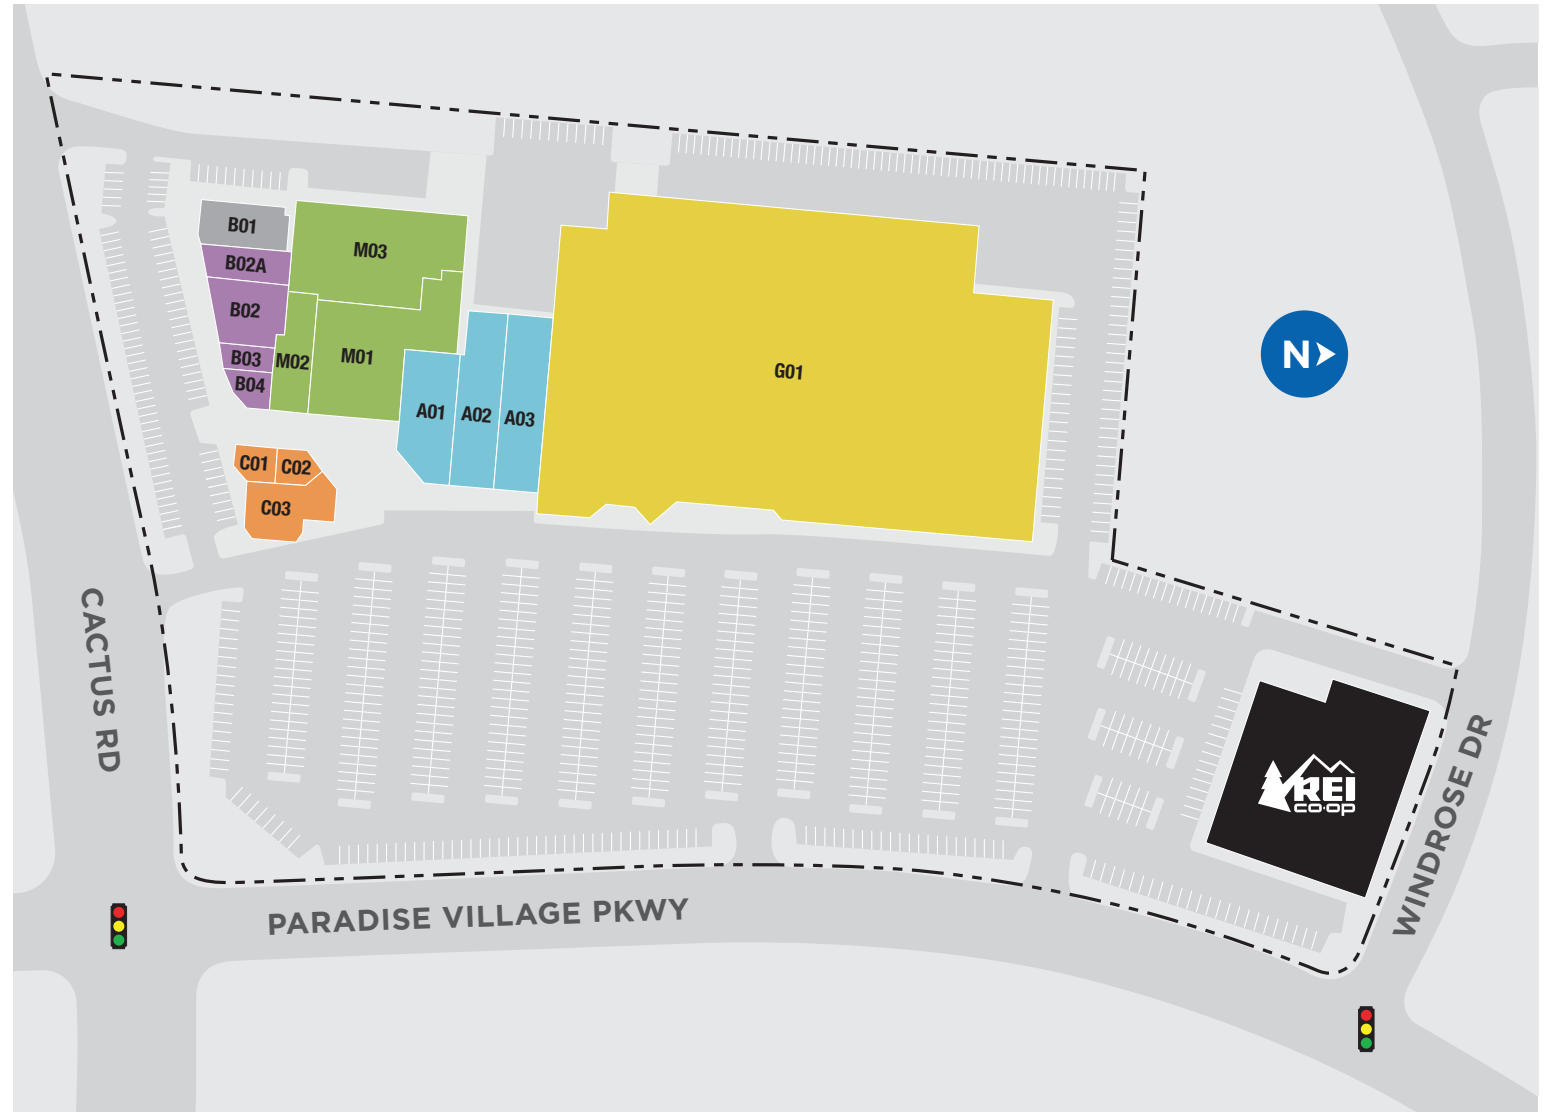 B01
M03
B02A
B02
N
B03
M02
M01
G01
B04
A01
A02
A03
C01
C02
C03
CACTUS RD
REI
CO·OP
WINDROSE DR
PARADISE VILLAGE PKWY